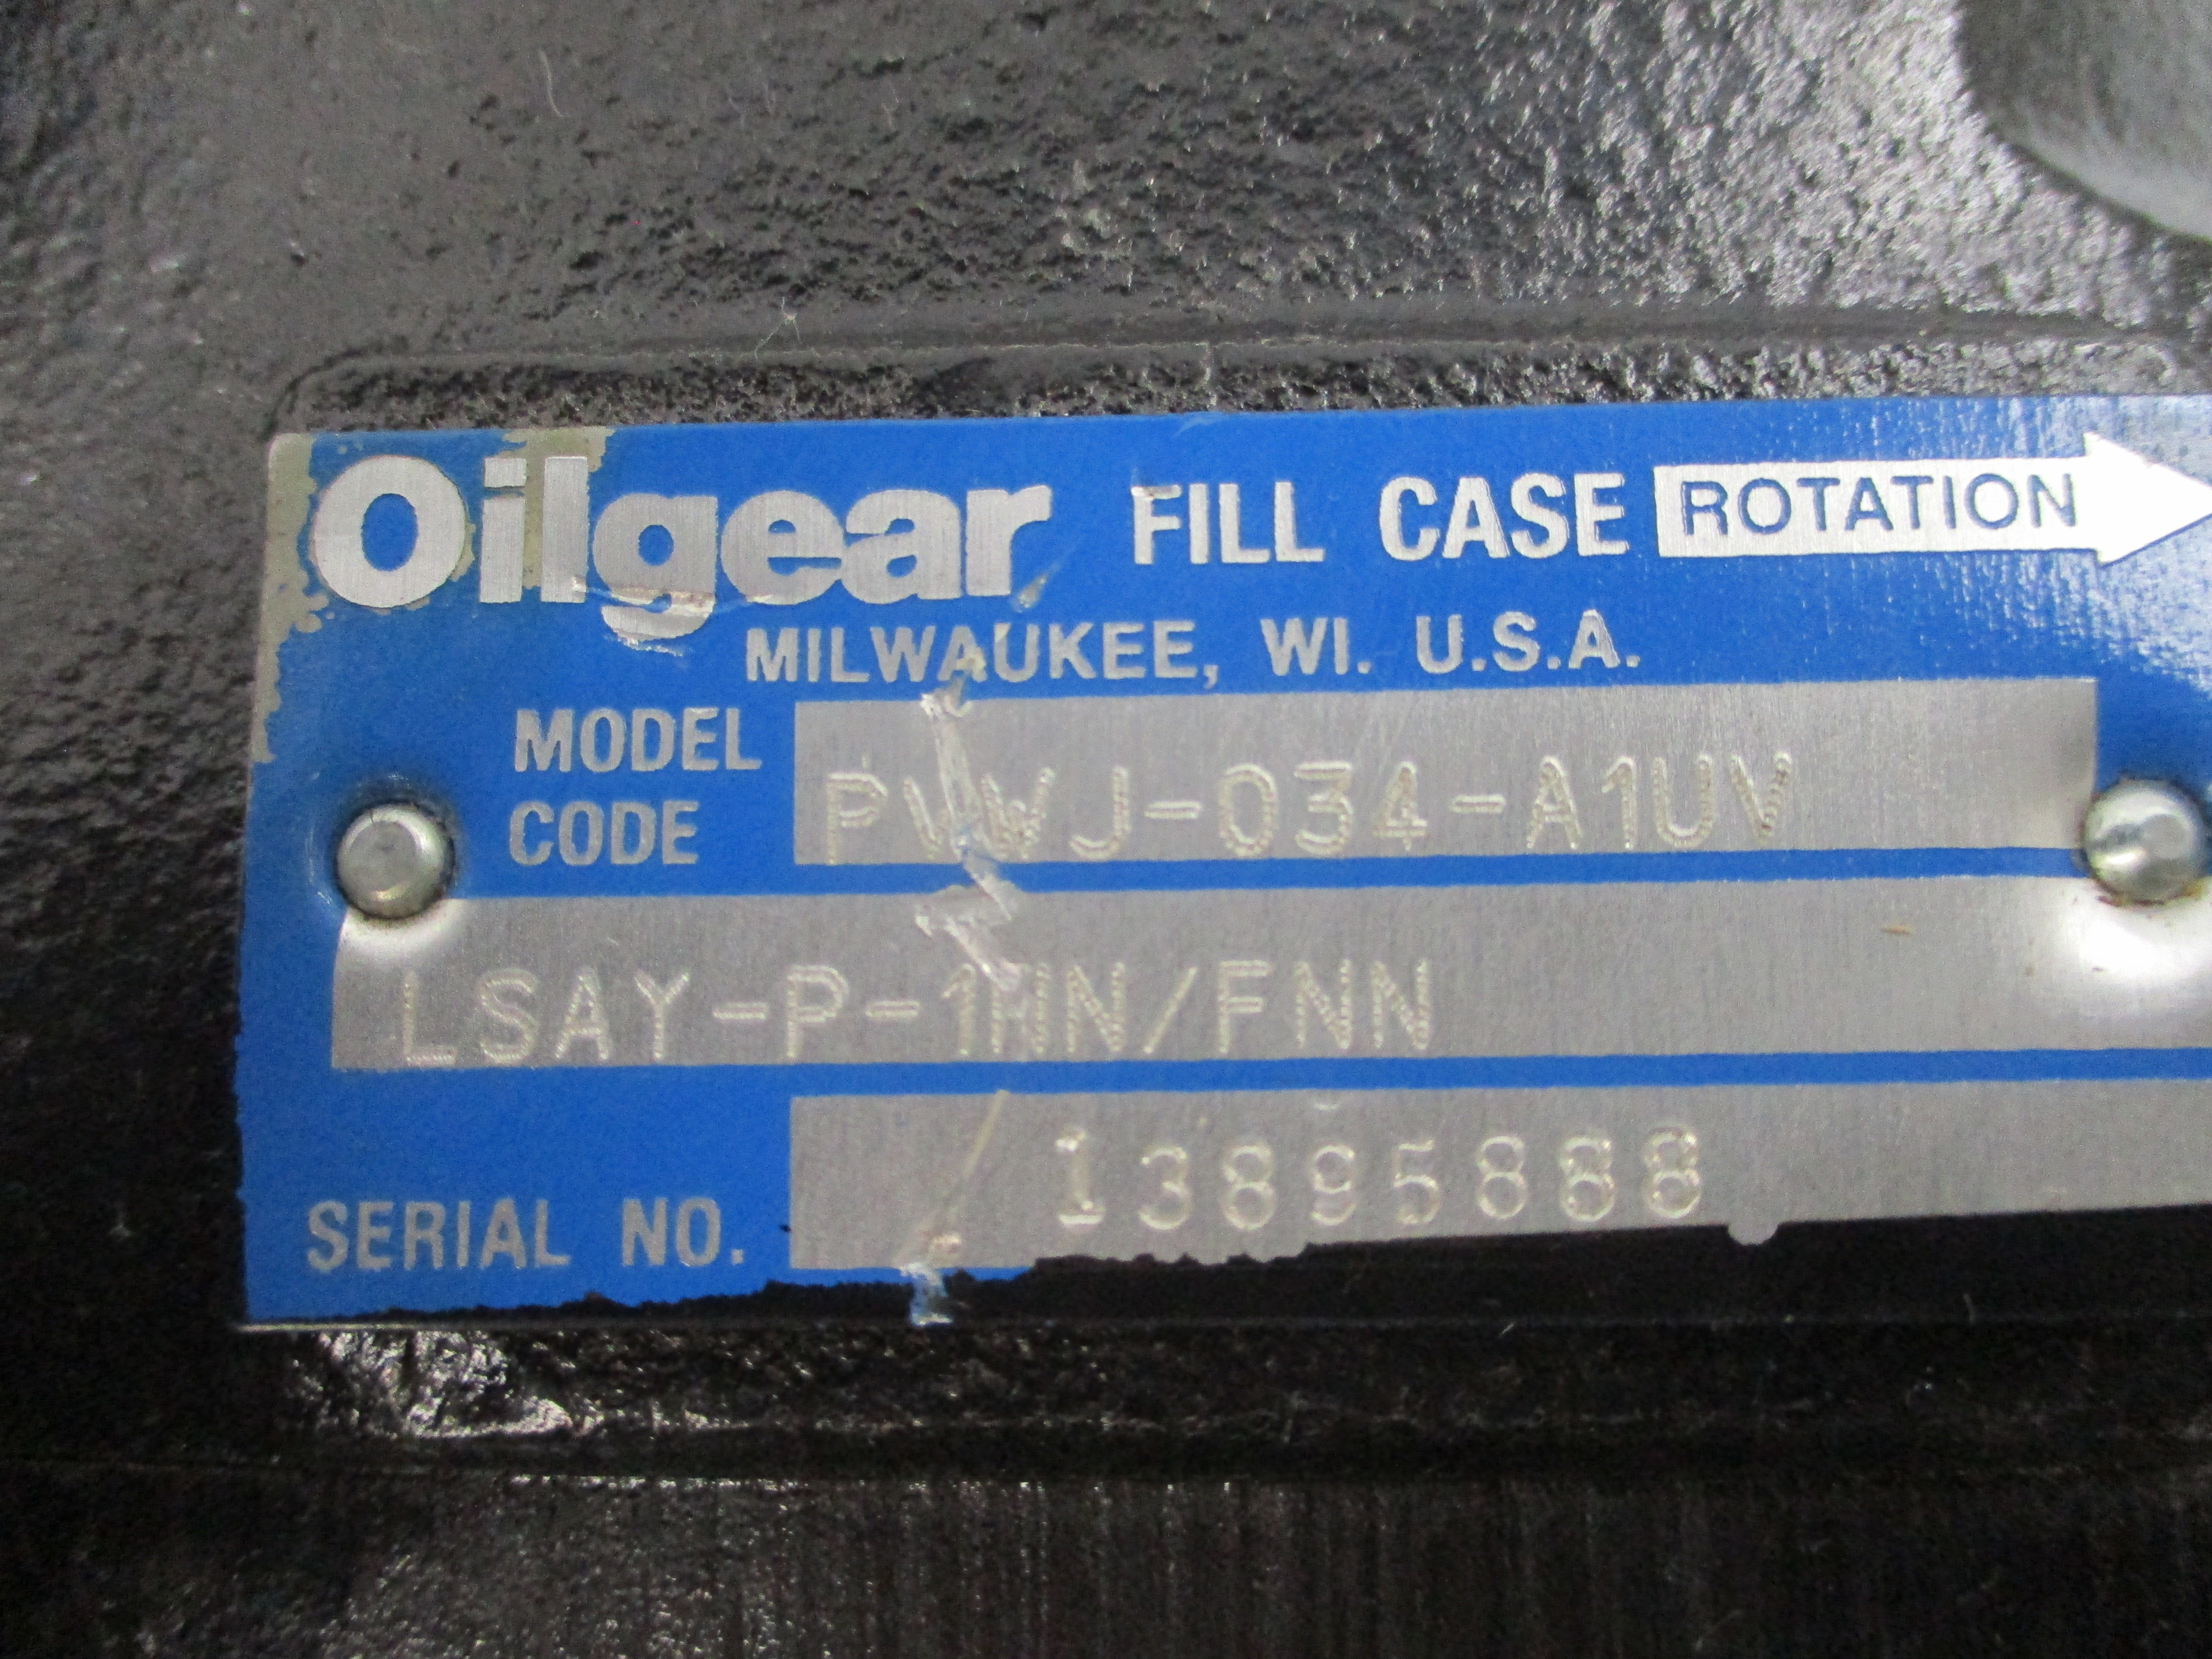 Oilgear FILL CASE ROTATION
MILWAUKEE, WI. U.S.A.
MODEL CODE PVWJ-034-A1UV
LSAY-P-1NN/FNN
SERIAL NO. 13895888